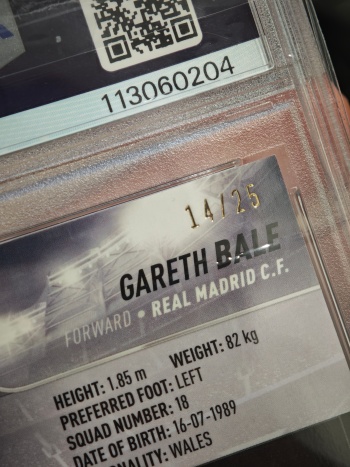 113060204
14/25
GARETH BALE
FORWARD • REAL MADRID C.F.
HEIGHT: 1.85 m WEIGHT: 82 kg
PREFERRED FOOT: LEFT
SQUAD NUMBER: 18
DATE OF BIRTH: 16-07-1989
NALITY: WALES